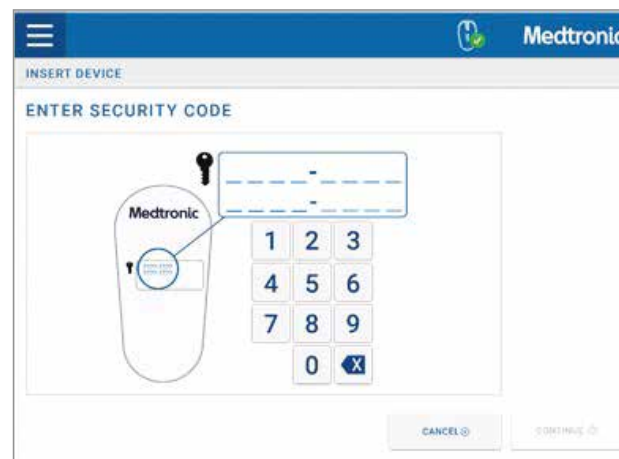 Medtronic
INSERT DEVICE
ENTER SECURITY CODE
Medtronic
1 2 3
4 5 6
7 8 9
0 X
CANCEL
CONTINUE